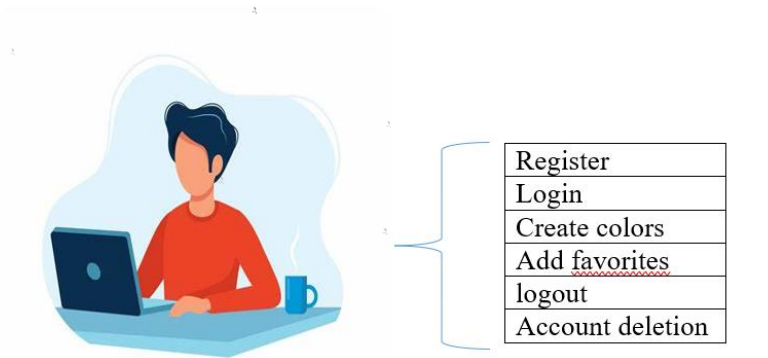 Register
Login
Create colors
Add favorites
logout
Account deletion